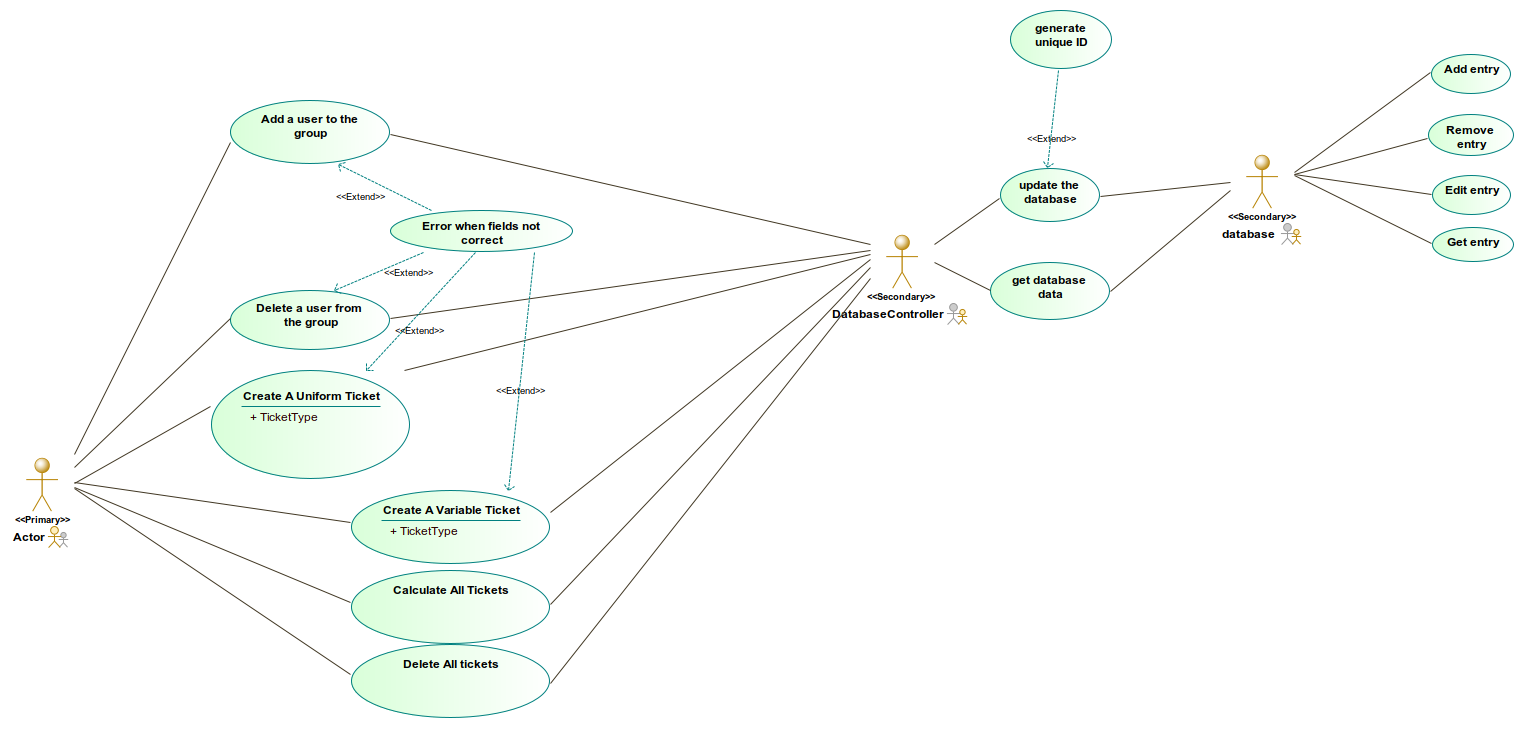 generate
unique ID
Add entry
Add a user to the
group
<<Extend>>
Remove
entry
<<Extend>>
update the
database
Edit entry
<<Secondary>>
database
Error when fields not
correct
Get entry
<<Extend>>
get database
data
<<Secondary>>
DatabaseController
Delete a user from
the group
<<Extend>>
<<Extend>>
Create A Uniform Ticket
+ TicketType
<<Primary>>
Actor
Create A Variable Ticket
+ TicketType
Calculate All Tickets
Delete All tickets